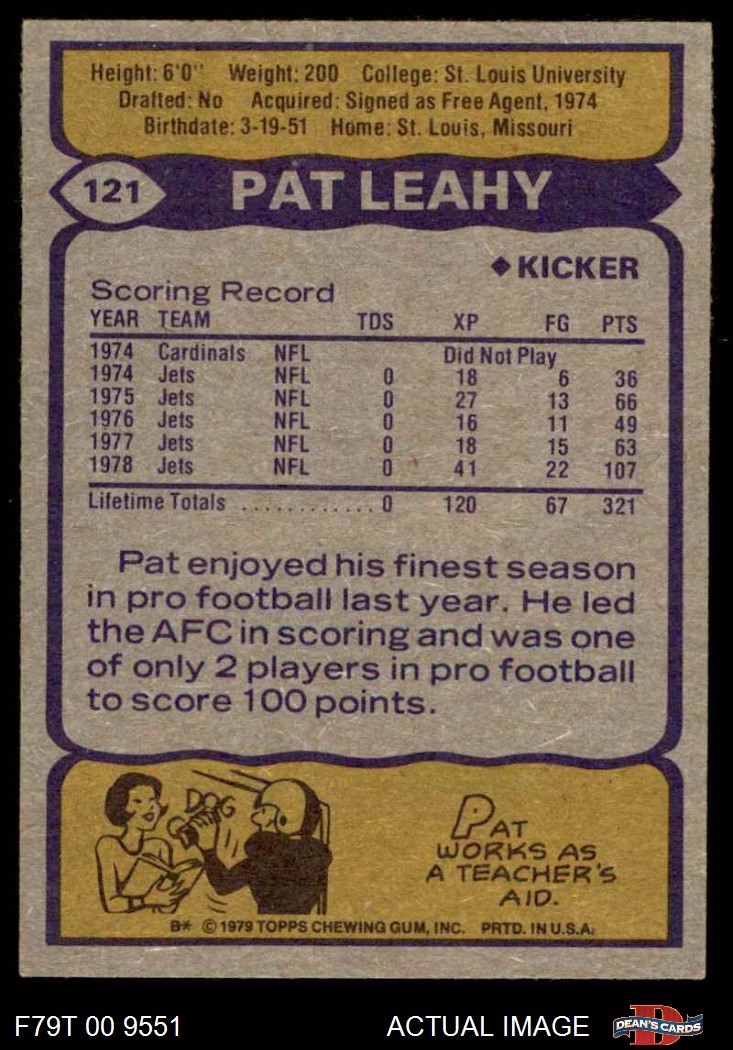 Height: 6'0" Weight: 200 College: St. Louis University
Drafted: No Acquired: Signed as Free Agent, 1974
Birthdate: 3-19-51 Home: St. Louis, Missouri
121 PAT LEAHY
◆ KICKER
Scoring Record
YEAR TEAM TDS XP FG PTS
1974 Cardinals NFL Did Not Play
1974 Jets NFL 0 18 6 36
1975 Jets NFL 0 27 13 66
1976 Jets NFL 0 16 11 49
1977 Jets NFL 0 18 15 63
1978 Jets NFL 0 41 22 107
Lifetime Totals ............. 0 120 67 321
Pat enjoyed his finest season
in pro football last year. He led
the AFC in scoring and was one
of only 2 players in pro football
to score 100 points.
DOG
PAT
WORKS AS
A TEACHER'S
AID.
B* © 1979 TOPPS CHEWING GUM, INC. PRTD. IN U.S.A.
F79T 00 9551 ACTUAL IMAGE D DEAN'S CARDS